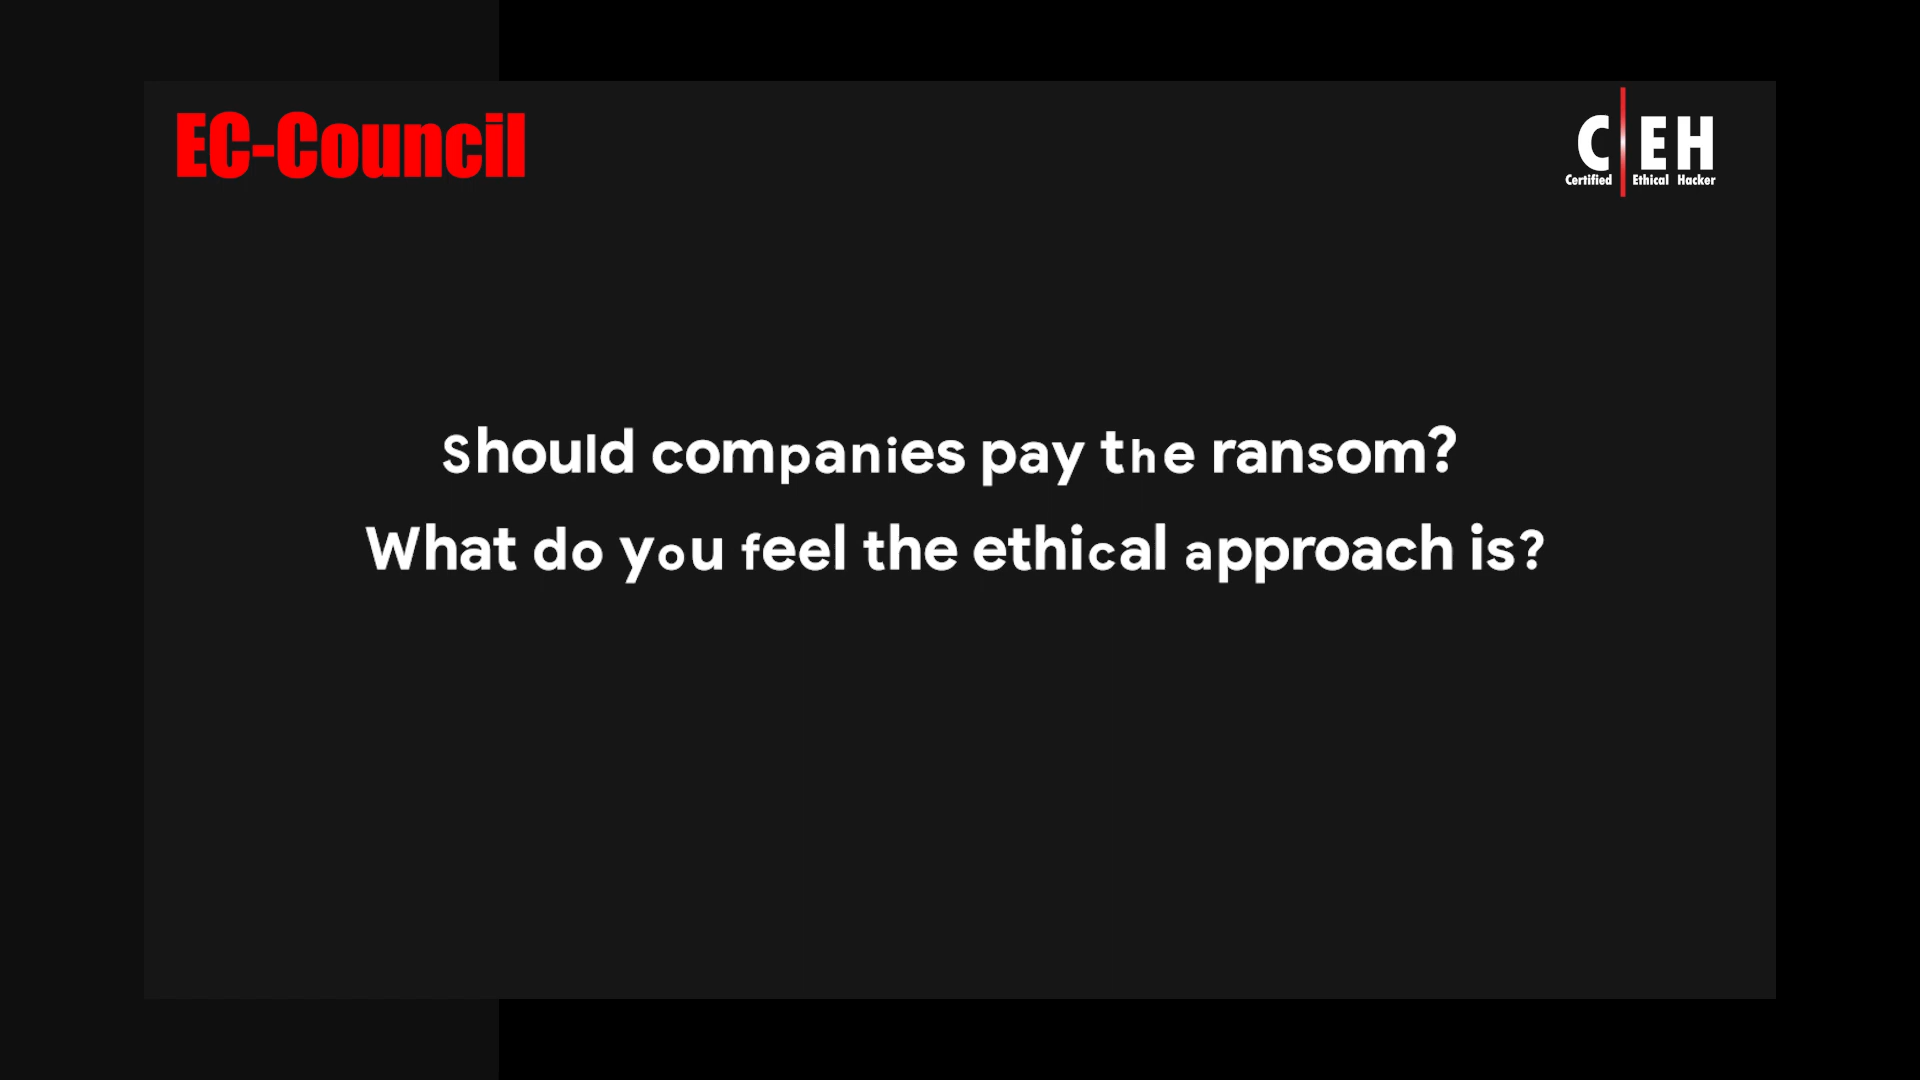 EC-Council
C EH
Certified Ethical Hacker
Should companies pay the ransom?
What do you feel the ethical approach is?